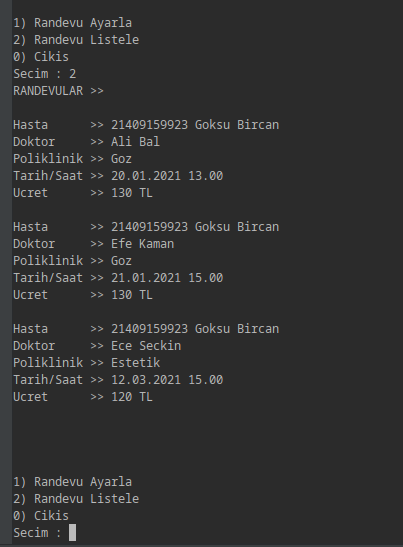 1) Randevu Ayarla
2) Randevu Listele
0) Cikis
Secim : 2
RANDEVULAR >>
Hasta      >> 21409159923 Goksu Bircan
Doktor     >> Ali Bal
Poliklinik >> Goz
Tarih/Saat >> 20.01.2021 13.00
Ucret      >> 130 TL
Hasta      >> 21409159923 Goksu Bircan
Doktor     >> Efe Kaman
Poliklinik >> Goz
Tarih/Saat >> 21.01.2021 15.00
Ucret      >> 130 TL
Hasta      >> 21409159923 Goksu Bircan
Doktor     >> Ece Seckin
Poliklinik >> Estetik
Tarih/Saat >> 12.03.2021 15.00
Ucret      >> 120 TL
1) Randevu Ayarla
2) Randevu Listele
0) Cikis
Secim :